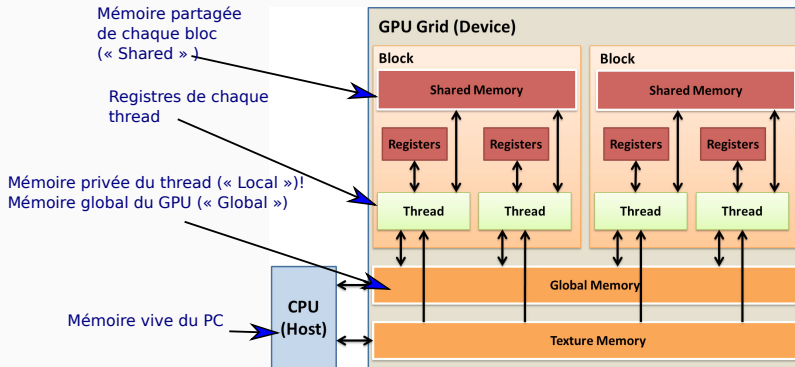 Mémoire partagée
de chaque bloc
(« Shared » )
Registres de chaque
thread
Mémoire privée du thread (« Local »)!
Mémoire global du GPU (« Global »)
Mémoire vive du PC
CPU
(Host)
GPU Grid (Device)
Block
Shared Memory
Registers
Registers
Thread
Thread
Block
Shared Memory
Registers
Registers
Thread
Thread
Global Memory
Texture Memory